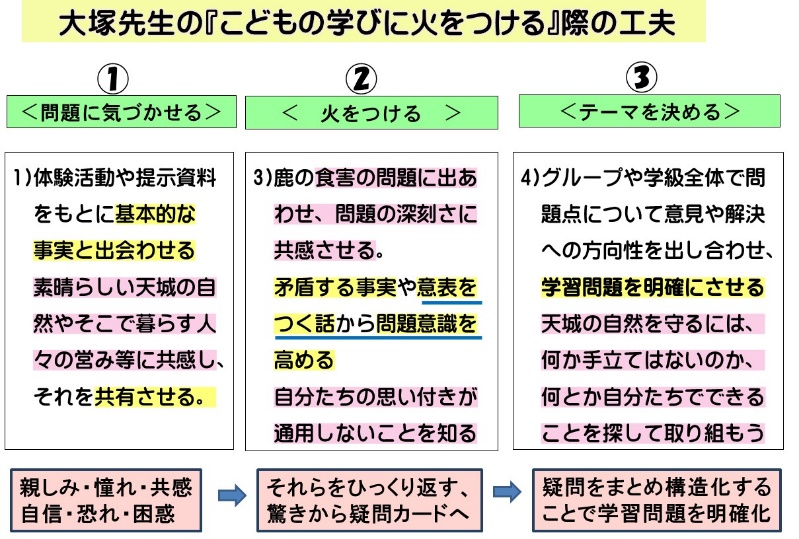 大塚先生の『こどもの学びに火をつける』際の工夫
①
＜問題に気づかせる＞
1)体験活動や提示資料
をもとに基本的な
事実と出会わせる
素晴らしい天城の自
然やそこで暮らす人
々の営み等に共感し、
それを共有させる。
親しみ・憧れ・共感
自信・恐れ・困惑
②
＜ 火をつける ＞
3)鹿の食害の問題に出あ
わせ、問題の深刻さに
共感させる。
矛盾する事実や意表を
つく話から問題意識を
高める
自分たちの思い付きが
通用しないことを知る
それらをひっくり返す、
驚きから疑問カードへ
③
＜テーマを決める＞
4)グループや学級全体で問
題点について意見や解決
への方向性を出し合わせ、
学習問題を明確にさせる
天城の自然を守るには、
何か手立てはないのか、
何とか自分たちでできる
ことを探して取り組もう
疑問をまとめ構造化する
ことで学習問題を明確化